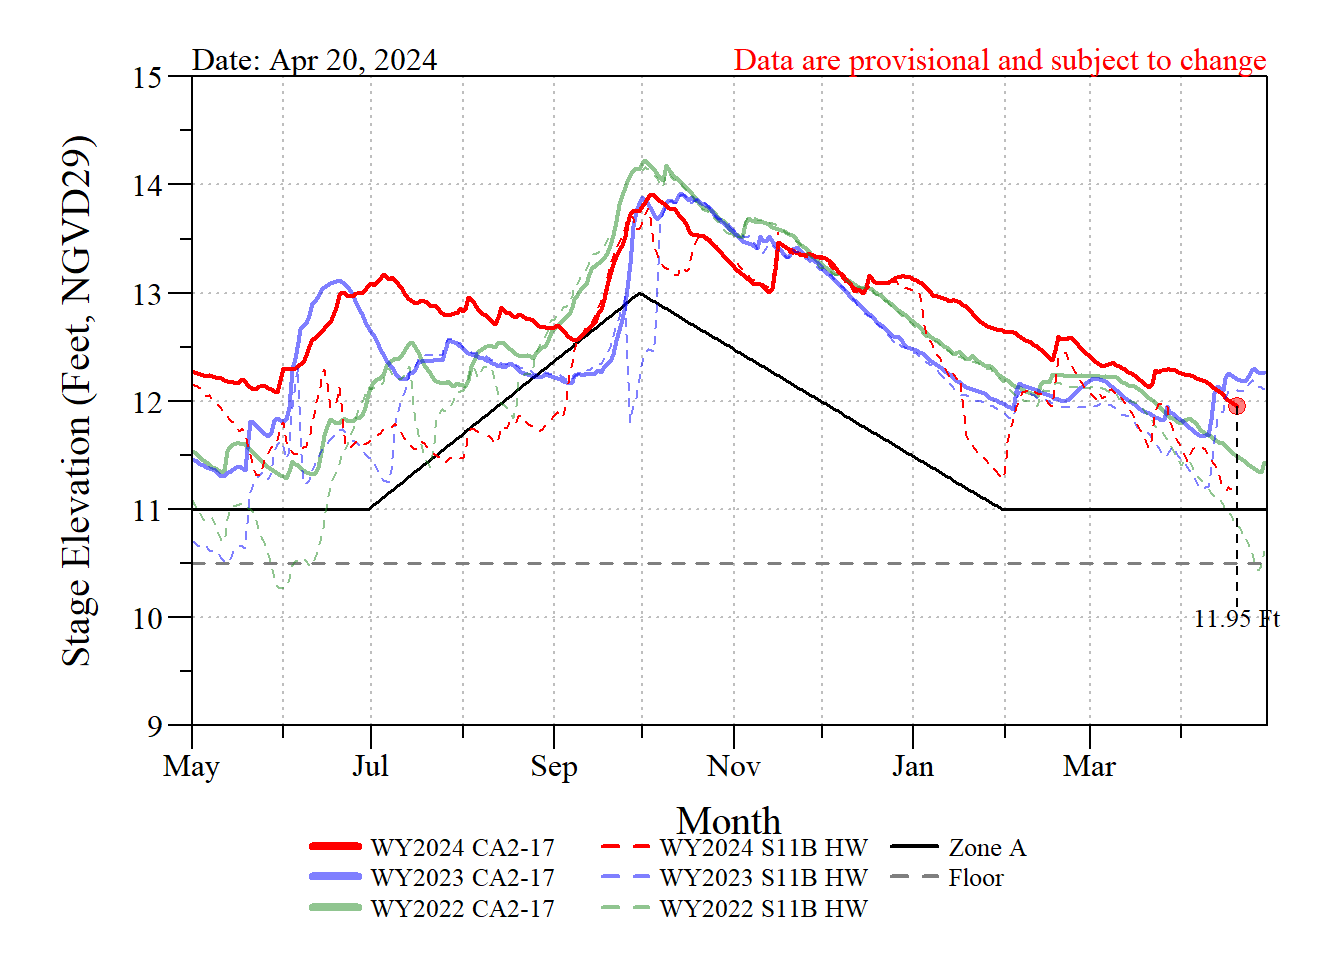 Date: Apr 20, 2024
Data are provisional and subject to change
Stage Elevation (Feet, NGVD29)
15
14
13
12
11
10
9
11.95 Ft
May
Jul
Sep
Nov
Jan
Mar
Month
WY2024 CA2-17
WY2024 S11B HW
Zone A
WY2023 CA2-17
WY2023 S11B HW
Floor
WY2022 CA2-17
WY2022 S11B HW